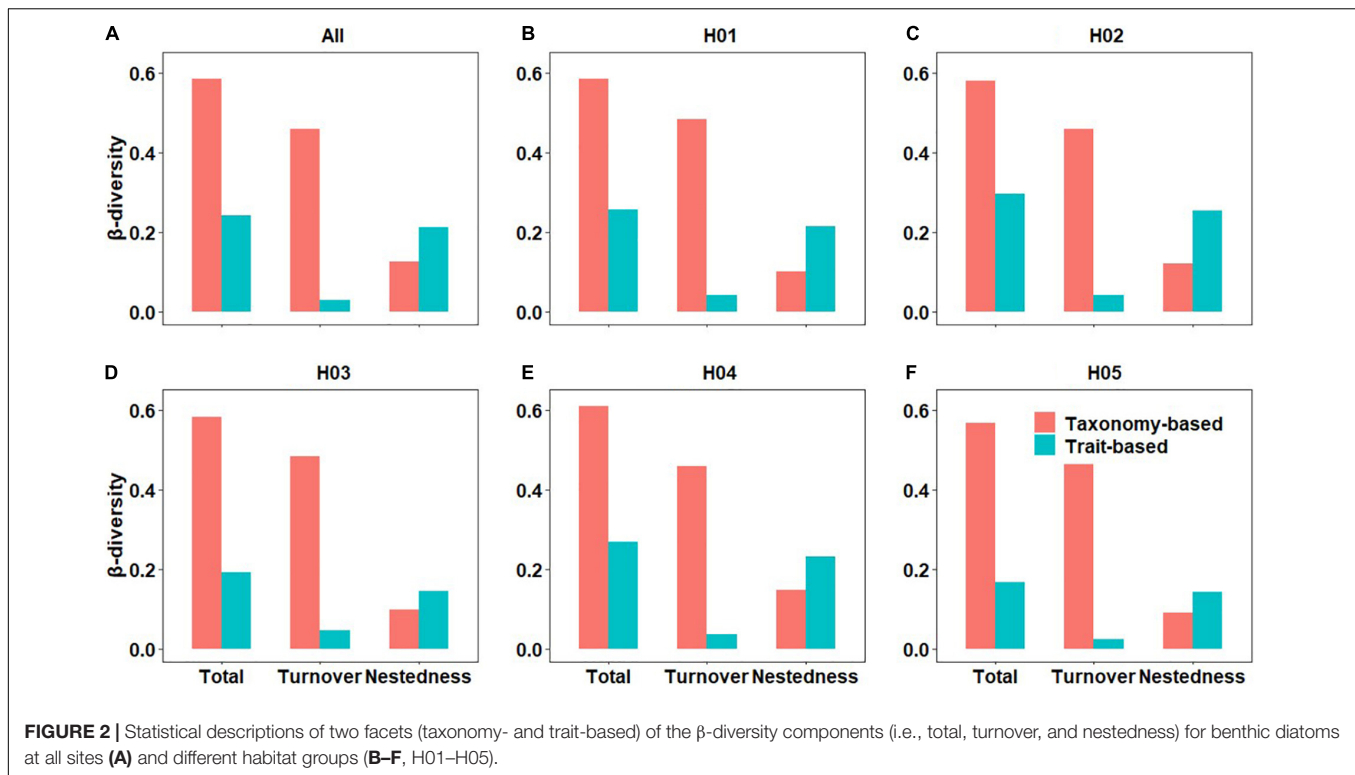 A All B H01 C H02
0.6 0.6 0.6
0.4 0.4 0.4
0.2 0.2 0.2
0.0 0.0 0.0
β-diversity
D H03 E H04 F H05
0.6 0.6 0.6
0.4 0.4 0.4
0.2 0.2 0.2
0.0 0.0 0.0
β-diversity
Taxonomy-based
Trait-based
Total Turnover Nestedness Total Turnover Nestedness Total Turnover Nestedness
FIGURE 2 | Statistical descriptions of two facets (taxonomy- and trait-based) of the β-diversity components (i.e., total, turnover, and nestedness) for benthic diatoms
at all sites (A) and different habitat groups (B–F, H01–H05).